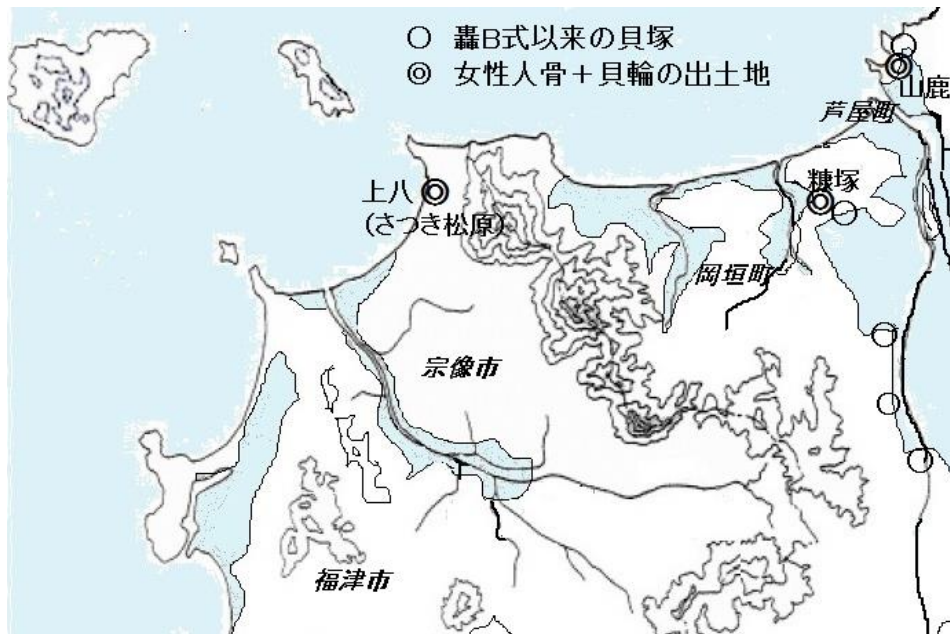 ○ 轟B式以来の貝塚
◎ 女性人骨＋貝輪の出土地
山鹿
芦屋町
上八
(さつき松原)
糠塚
岡垣町
宗像市
福津市